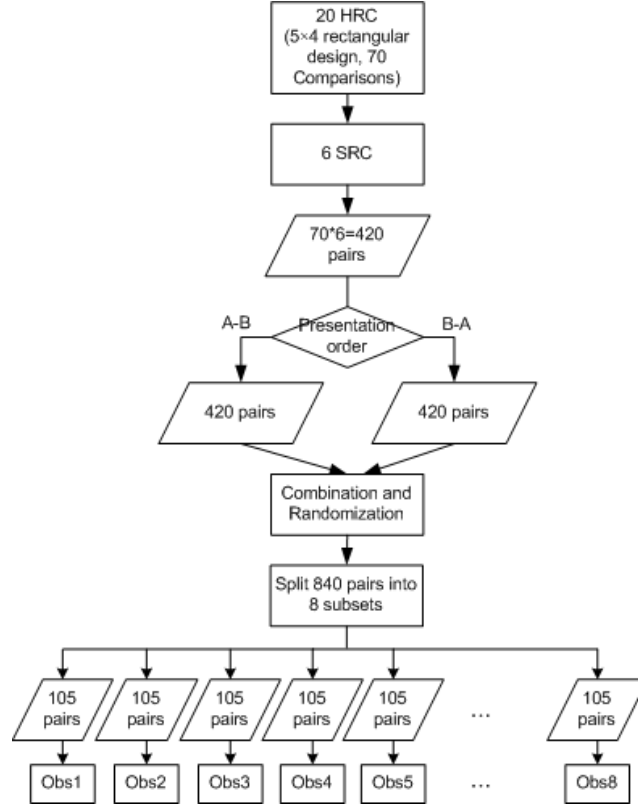 20 HRC
(5×4 rectangular
design, 70
Comparisons)
6 SRC
70*6=420
pairs
A-B
Presentation
order
B-A
420 pairs
420 pairs
Combination and
Randomization
Split 840 pairs into
8 subsets
105
pairs
105
pairs
105
pairs
105
pairs
105
pairs
...
105
pairs
Obs1
Obs2
Obs3
Obs4
Obs5
...
Obs8